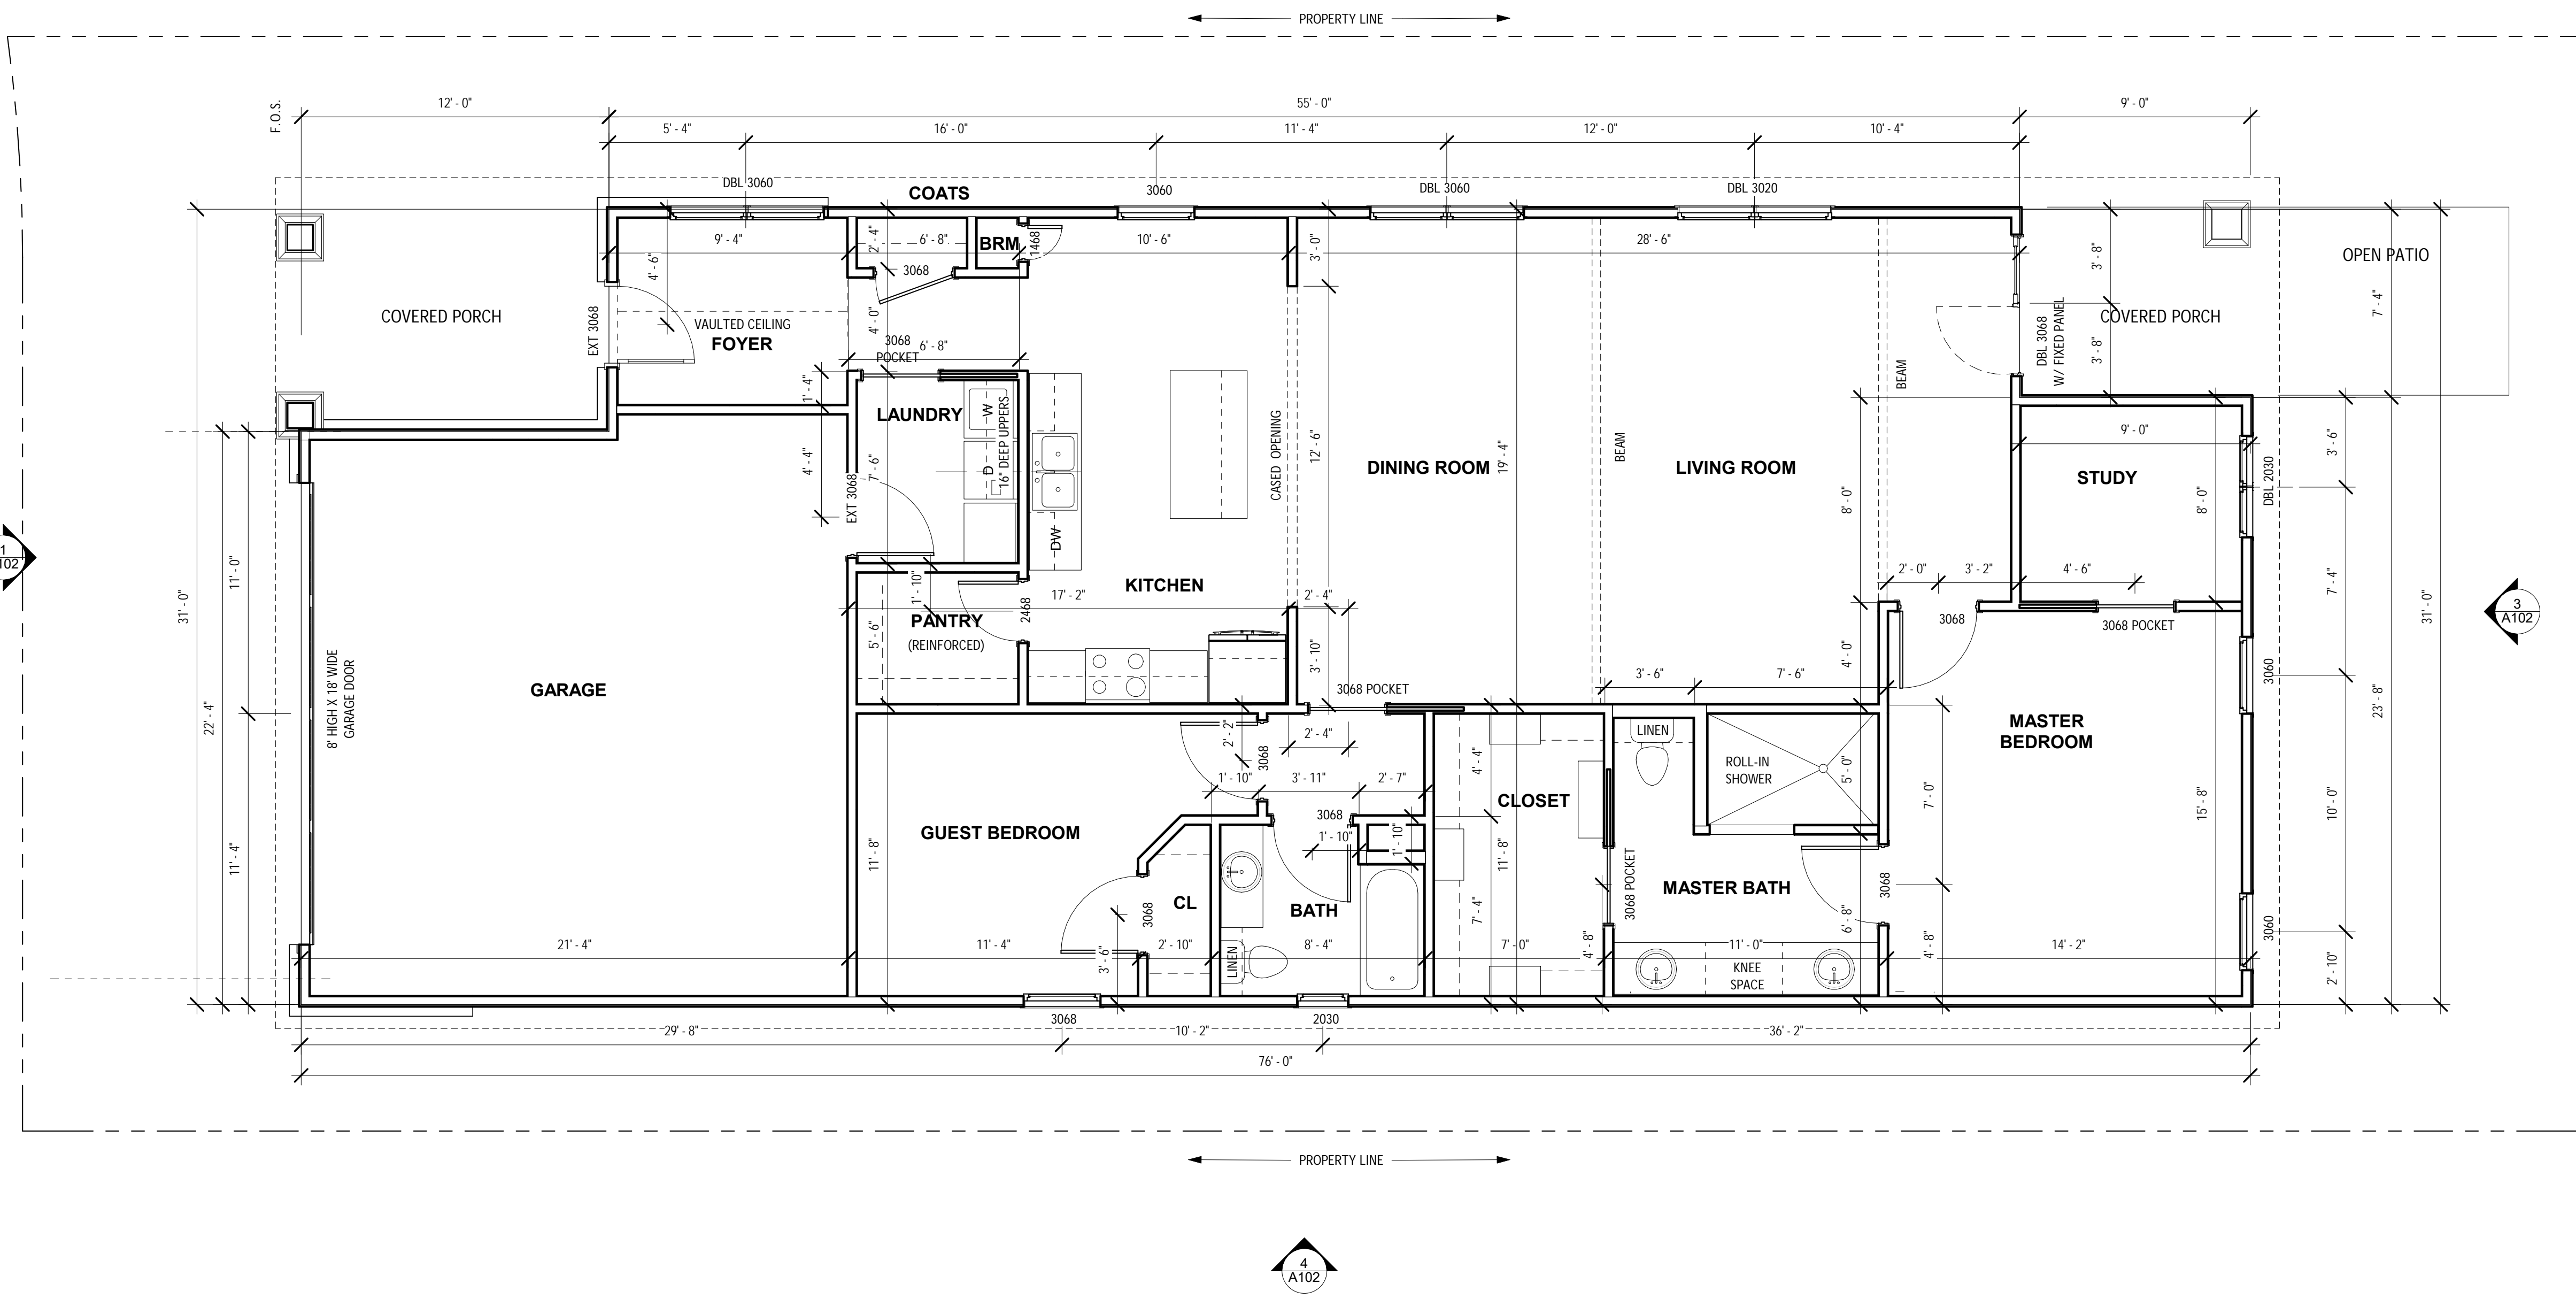 PROPERTY LINE
F.O.S.
12' - 0"
55' - 0"
9' - 0"
5' - 4"
16' - 0"
11' - 4"
12' - 0"
10' - 4"
DBL 3060
COATS
3060
DBL 3060
DBL 3020
9' - 4"
2' - 4"
6' - 8"
BRM
1468
10' - 6"
3' - 0"
28' - 6"
3' - 8"
OPEN PATIO
4' - 6"
3068
7' - 4"
COVERED PORCH
EXT 3068
VAULTED CEILING
FOYER
4' - 0"
3068
POCKET
6' - 8"
DBL 3068
W/ FIXED PANEL
COVERED PORCH
3' - 8"
BEAM
1' - 4"
LAUNDRY
W
D
16" DEEP UPPERS
4' - 4"
7' - 6"
EXT 3068
DW
CASED OPENING
12' - 6"
DINING ROOM
19' - 4"
BEAM
LIVING ROOM
8' - 0"
9' - 0"
STUDY
8' - 0"
3' - 6"
DBL 2030
1
102
11' - 0"
31' - 0"
1' - 10"
KITCHEN
17' - 2"
2468
2' - 4"
2' - 0"
3' - 2"
4' - 6"
7' - 4"
31' - 0"
3
A102
PANTRY
(REINFORCED)
5' - 6"
3068
3068 POCKET
3' - 10"
4' - 0"
3' - 6"
7' - 6"
3060
GARAGE
8' HIGH X 18' WIDE
GARAGE DOOR
22' - 4"
23' - 8"
3068 POCKET
2' - 2"
3068
2' - 4"
LINEN
MASTER
BEDROOM
4' - 4"
ROLL-IN
SHOWER
5' - 0"
1' - 10"
3' - 11"
2' - 7"
CLOSET
7' - 0"
15' - 8"
10' - 0"
GUEST BEDROOM
3068
1' - 10"
1' - 10"
11' - 4"
11' - 8"
11' - 8"
3068 POCKET
MASTER BATH
3068
CL
3068
BATH
7' - 4"
6' - 8"
3060
21' - 4"
11' - 4"
3' - 6"
2' - 10"
LINEN
8' - 4"
7' - 0"
4' - 8"
11' - 0"
KNEE
SPACE
4' - 8"
14' - 2"
2' - 10"
3068
2030
29' - 8"
10' - 2"
36' - 2"
76' - 0"
PROPERTY LINE
4
A102